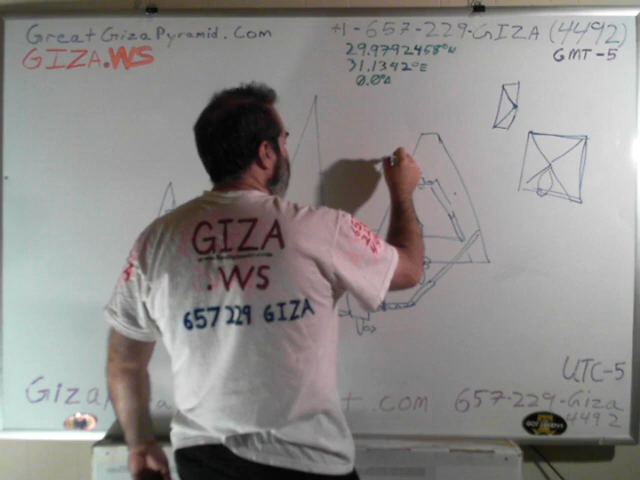 GreatGizaPyramid.com
GIZA.WS
+1-657-229-GIZA (4492)
GMT-5
29.9792458°N
31.1342°E
0.0°Δ
GIZA
.WS
657 229 GIZA
UTC-5
Giza
.com
657-229-Giza
4492